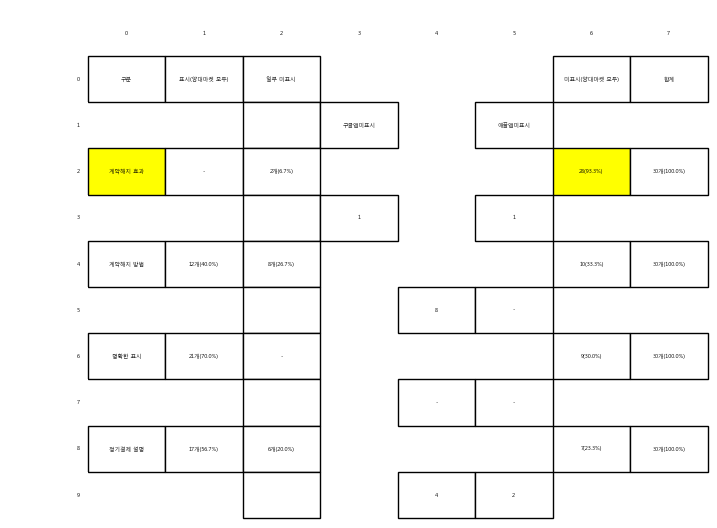 0 1 2 3 4 5 6 7
0 구분 표시(양대마켓 모두) 일부 미표시 미표시(양대마켓 모두) 합계
1 구글앱미표시 애플앱미표시
2 계약해지 효과 - 2개(6.7%) 28(93.3%) 30개(100.0%)
3 1 1
4 계약해지 방법 12개(40.0%) 8개(26.7%) 10(33.3%) 30개(100.0%)
5 8 -
6 명확한 표시 21개(70.0%) - 9(30.0%) 30개(100.0%)
7 - -
8 정기결제 설명 17개(56.7%) 6개(20.0%) 7(23.3%) 30개(100.0%)
9 4 2